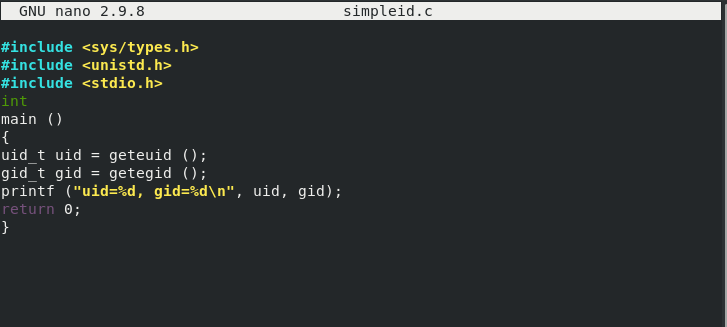 GNU nano 2.9.8 simpleid.c
#include <sys/types.h>
#include <unistd.h>
#include <stdio.h>
int
main ()
{
uid_t uid = geteuid ();
gid_t gid = getegid ();
printf ("uid=%d, gid=%d\n", uid, gid);
return 0;
}